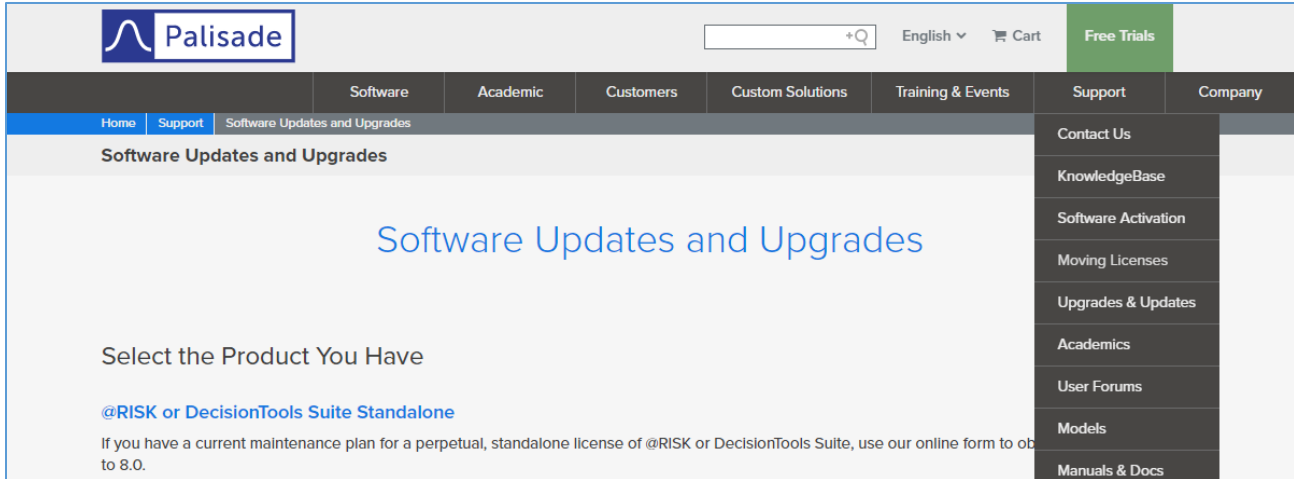 Palisade
+
English
Cart
Free Trials
Software
Academic
Customers
Custom Solutions
Training & Events
Support
Company
Home
Support
Software Updates and Upgrades
Software Updates and Upgrades
Contact Us
KnowledgeBase
Software Activation
Moving Licenses
Upgrades & Updates
Academics
User Forums
Models
Manuals & Docs
Software Updates and Upgrades
Select the Product You Have
@RISK or DecisionTools Suite Standalone
If you have a current maintenance plan for a perpetual, standalone license of @RISK or DecisionTools Suite, use our online form to ob
to 8.0.